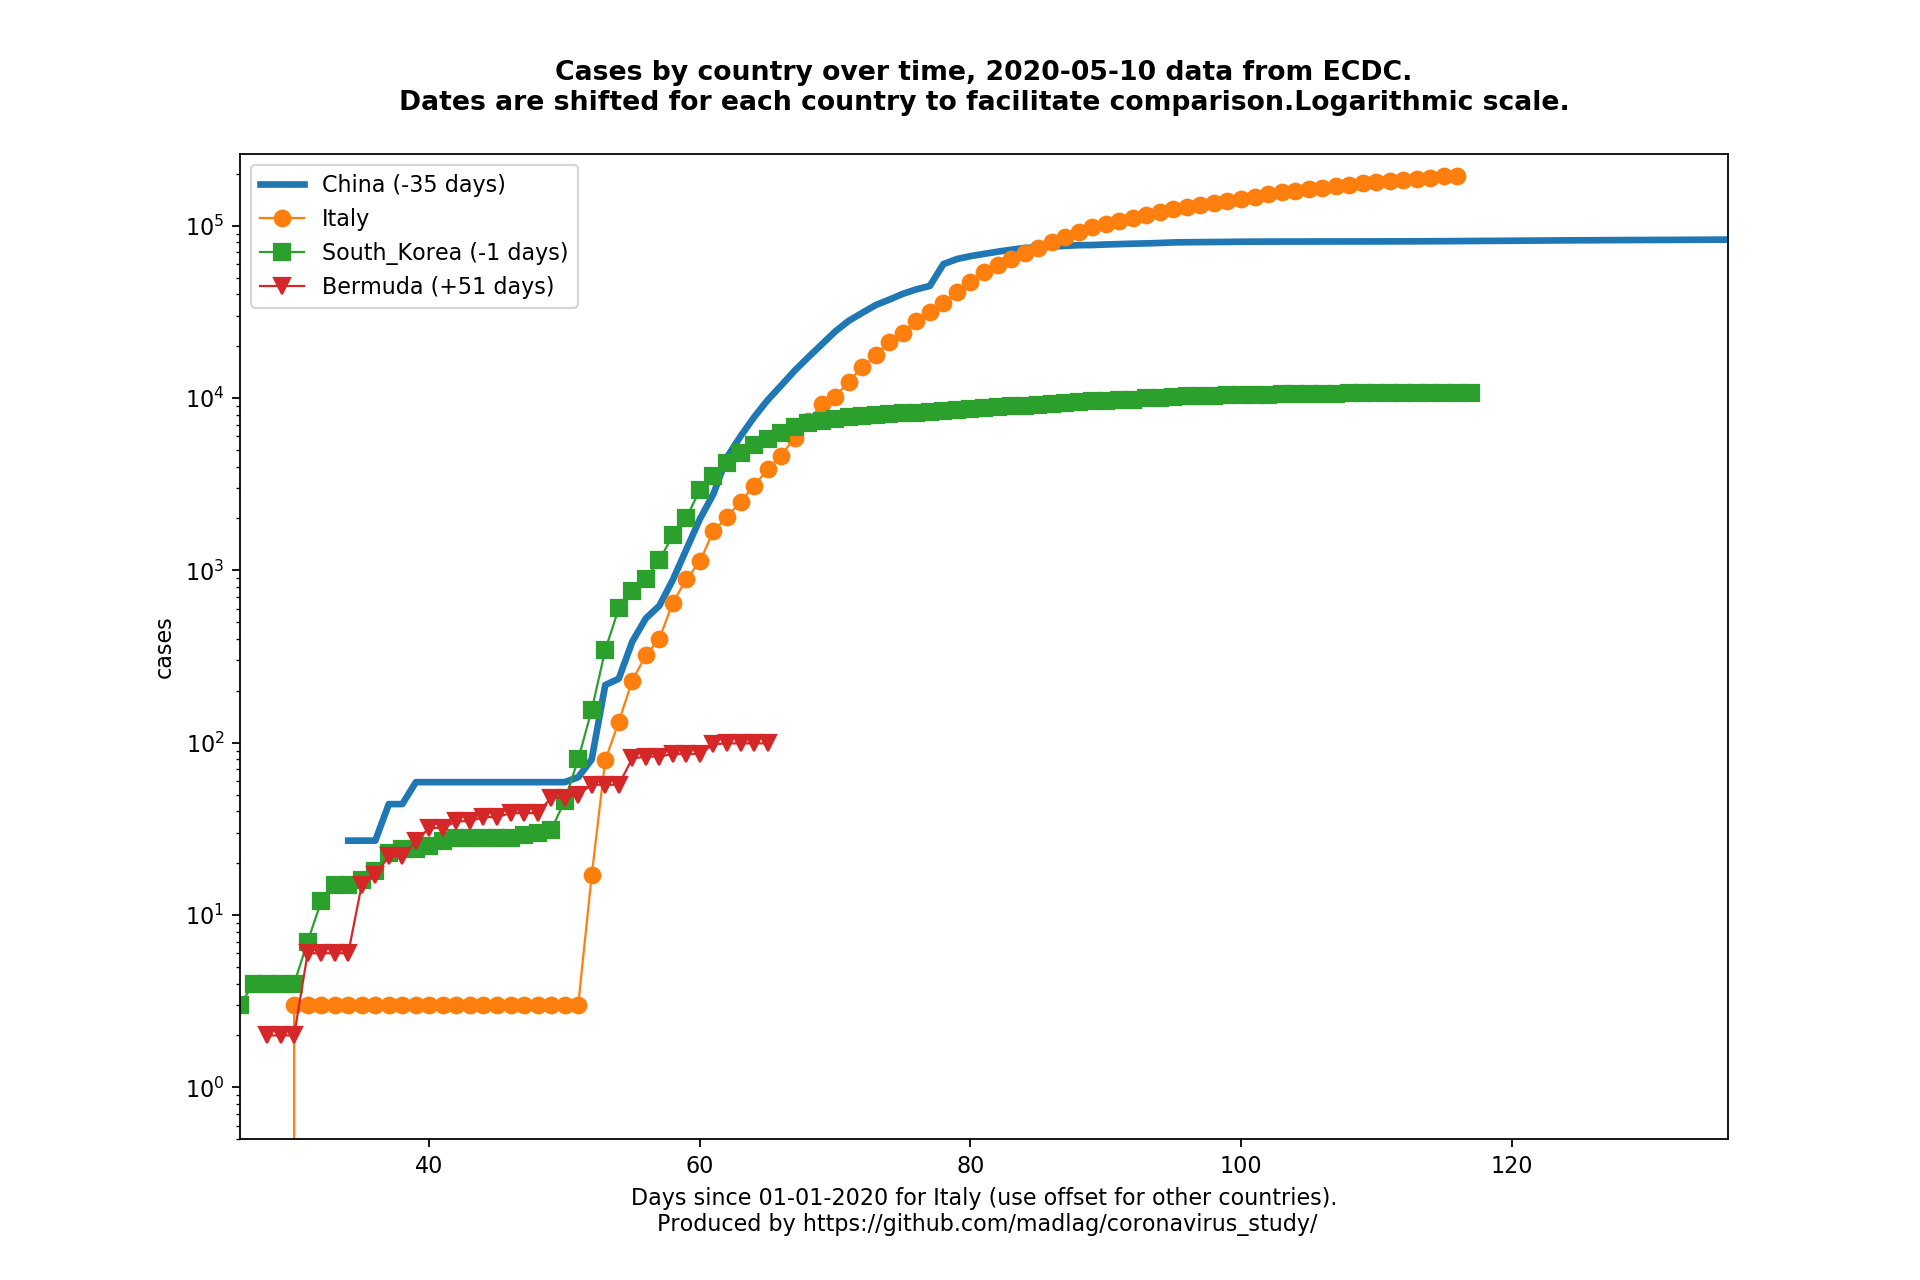 Cases by country over time, 2020-05-10 data from ECDC.
Dates are shifted for each country to facilitate comparison.Logarithmic scale.
China (-35 days)
Italy
South_Korea (-1 days)
Bermuda (+51 days)
10^5
10^4
10^3
10^2
10^1
10^0
cases
40 60 80 100 120
Days since 01-01-2020 for Italy (use offset for other countries).
Produced by https://github.com/madlag/coronavirus_study/